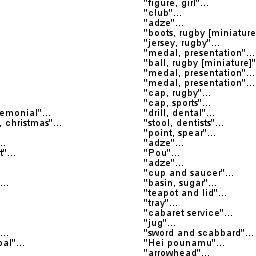 "figure, girl"...
"club"...
"adze"...
"boots, rugby [miniature
"jersey, rugby"...
"medal, presentation"...
"ball, rugby [miniature]"
"medal, presentation"...
"medal, presentation"...
"cap, rugby"...
"cap, sports"...
emonial"... "drill, dental"...
, christmas"... "stool, dentists"...
"point, spear"...
... "adze"...
t"... "Pou"...
"adze"...
"cup and saucer"...
... "basin, sugar"...
"teapot and lid"...
"tray"...
"cabaret service"...
"jug"...
... "sword and scabbard"...
oal"... "Hei pounamu"...
"arrowhead"...